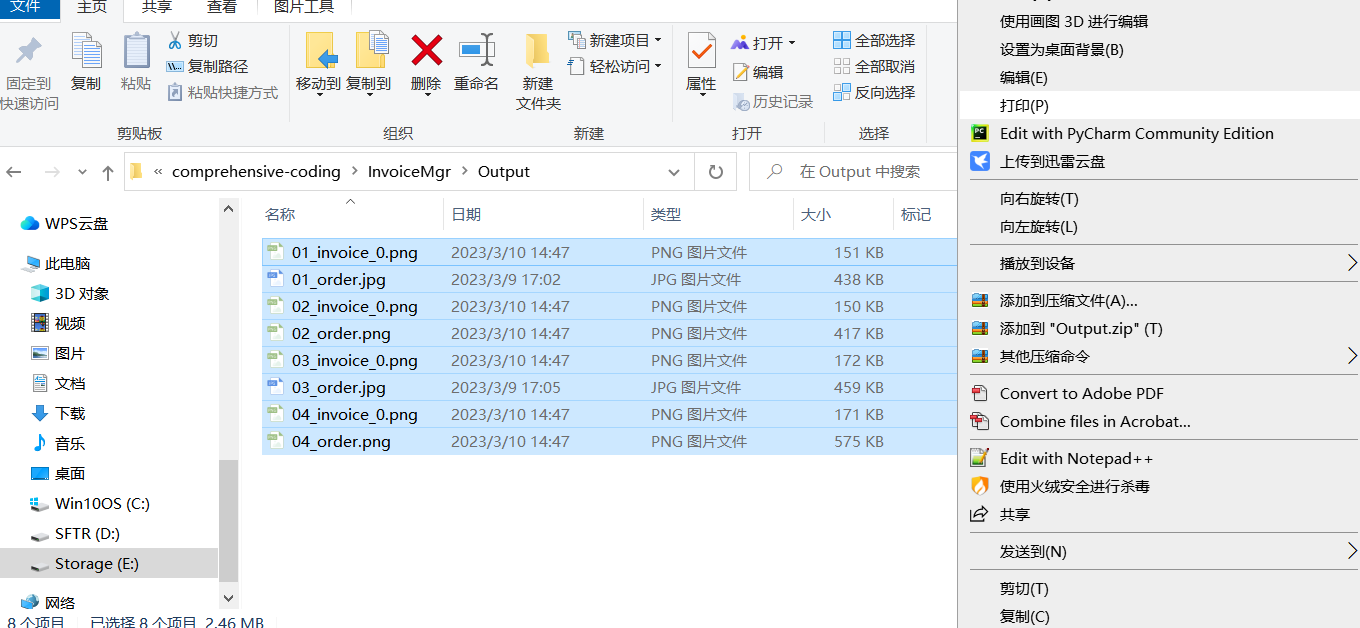 文件 主页 共享 查看 图片工具
固定到快速访问
复制
粘贴
剪切
复制路径
粘贴快捷方式
剪贴板
移动到
复制到
删除
重命名
组织
新建文件夹
新建项目
轻松访问
新建
属性
打开
编辑
历史记录
打开
全部选择
全部取消
反向选择
选择
« comprehensive-coding > InvoiceMgr > Output
在 Output 中搜索
WPS云盘
此电脑
3D 对象
视频
图片
文档
下载
音乐
桌面
Win10OS (C:)
SFTR (D:)
Storage (E:)
网络
名称 日期 类型 大小 标记
01_invoice_0.png 2023/3/10 14:47 PNG 图片文件 151 KB
01_order.jpg 2023/3/9 17:02 JPG 图片文件 438 KB
02_invoice_0.png 2023/3/10 14:47 PNG 图片文件 150 KB
02_order.png 2023/3/10 14:47 PNG 图片文件 417 KB
03_invoice_0.png 2023/3/10 14:47 PNG 图片文件 172 KB
03_order.jpg 2023/3/9 17:05 JPG 图片文件 459 KB
04_invoice_0.png 2023/3/10 14:47 PNG 图片文件 171 KB
04_order.png 2023/3/10 14:47 PNG 图片文件 575 KB
8 个项目 已选择 8 个项目 2.46 MB
使用画图 3D 进行编辑
设置为桌面背景(B)
编辑(E)
打印(P)
Edit with PyCharm Community Edition
上传到迅雷云盘
向右旋转(T)
向左旋转(L)
播放到设备
添加到压缩文件(A)...
添加到 "Output.zip" (T)
其他压缩命令
Convert to Adobe PDF
Combine files in Acrobat...
Edit with Notepad++
使用火绒安全进行杀毒
共享
发送到(N)
剪切(T)
复制(C)